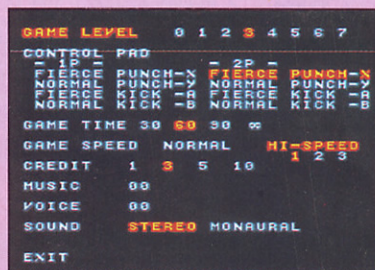 GAME LEVEL 0 1 2 3 4 5 6 7
CONTROL PAD
- 1P - - 2P -
FIERCE PUNCH-X FIERCE PUNCH-X
NORMAL PUNCH-Y NORMAL PUNCH-Y
FIERCE KICK -A FIERCE KICK -A
NORMAL KICK -B NORMAL KICK -B
GAME TIME 30 60 90 ∞
GAME SPEED NORMAL HI-SPEED
1 2 3
CREDIT 1 3 5 10
MUSIC 00
VOICE 00
SOUND STEREO MONAURAL
EXIT